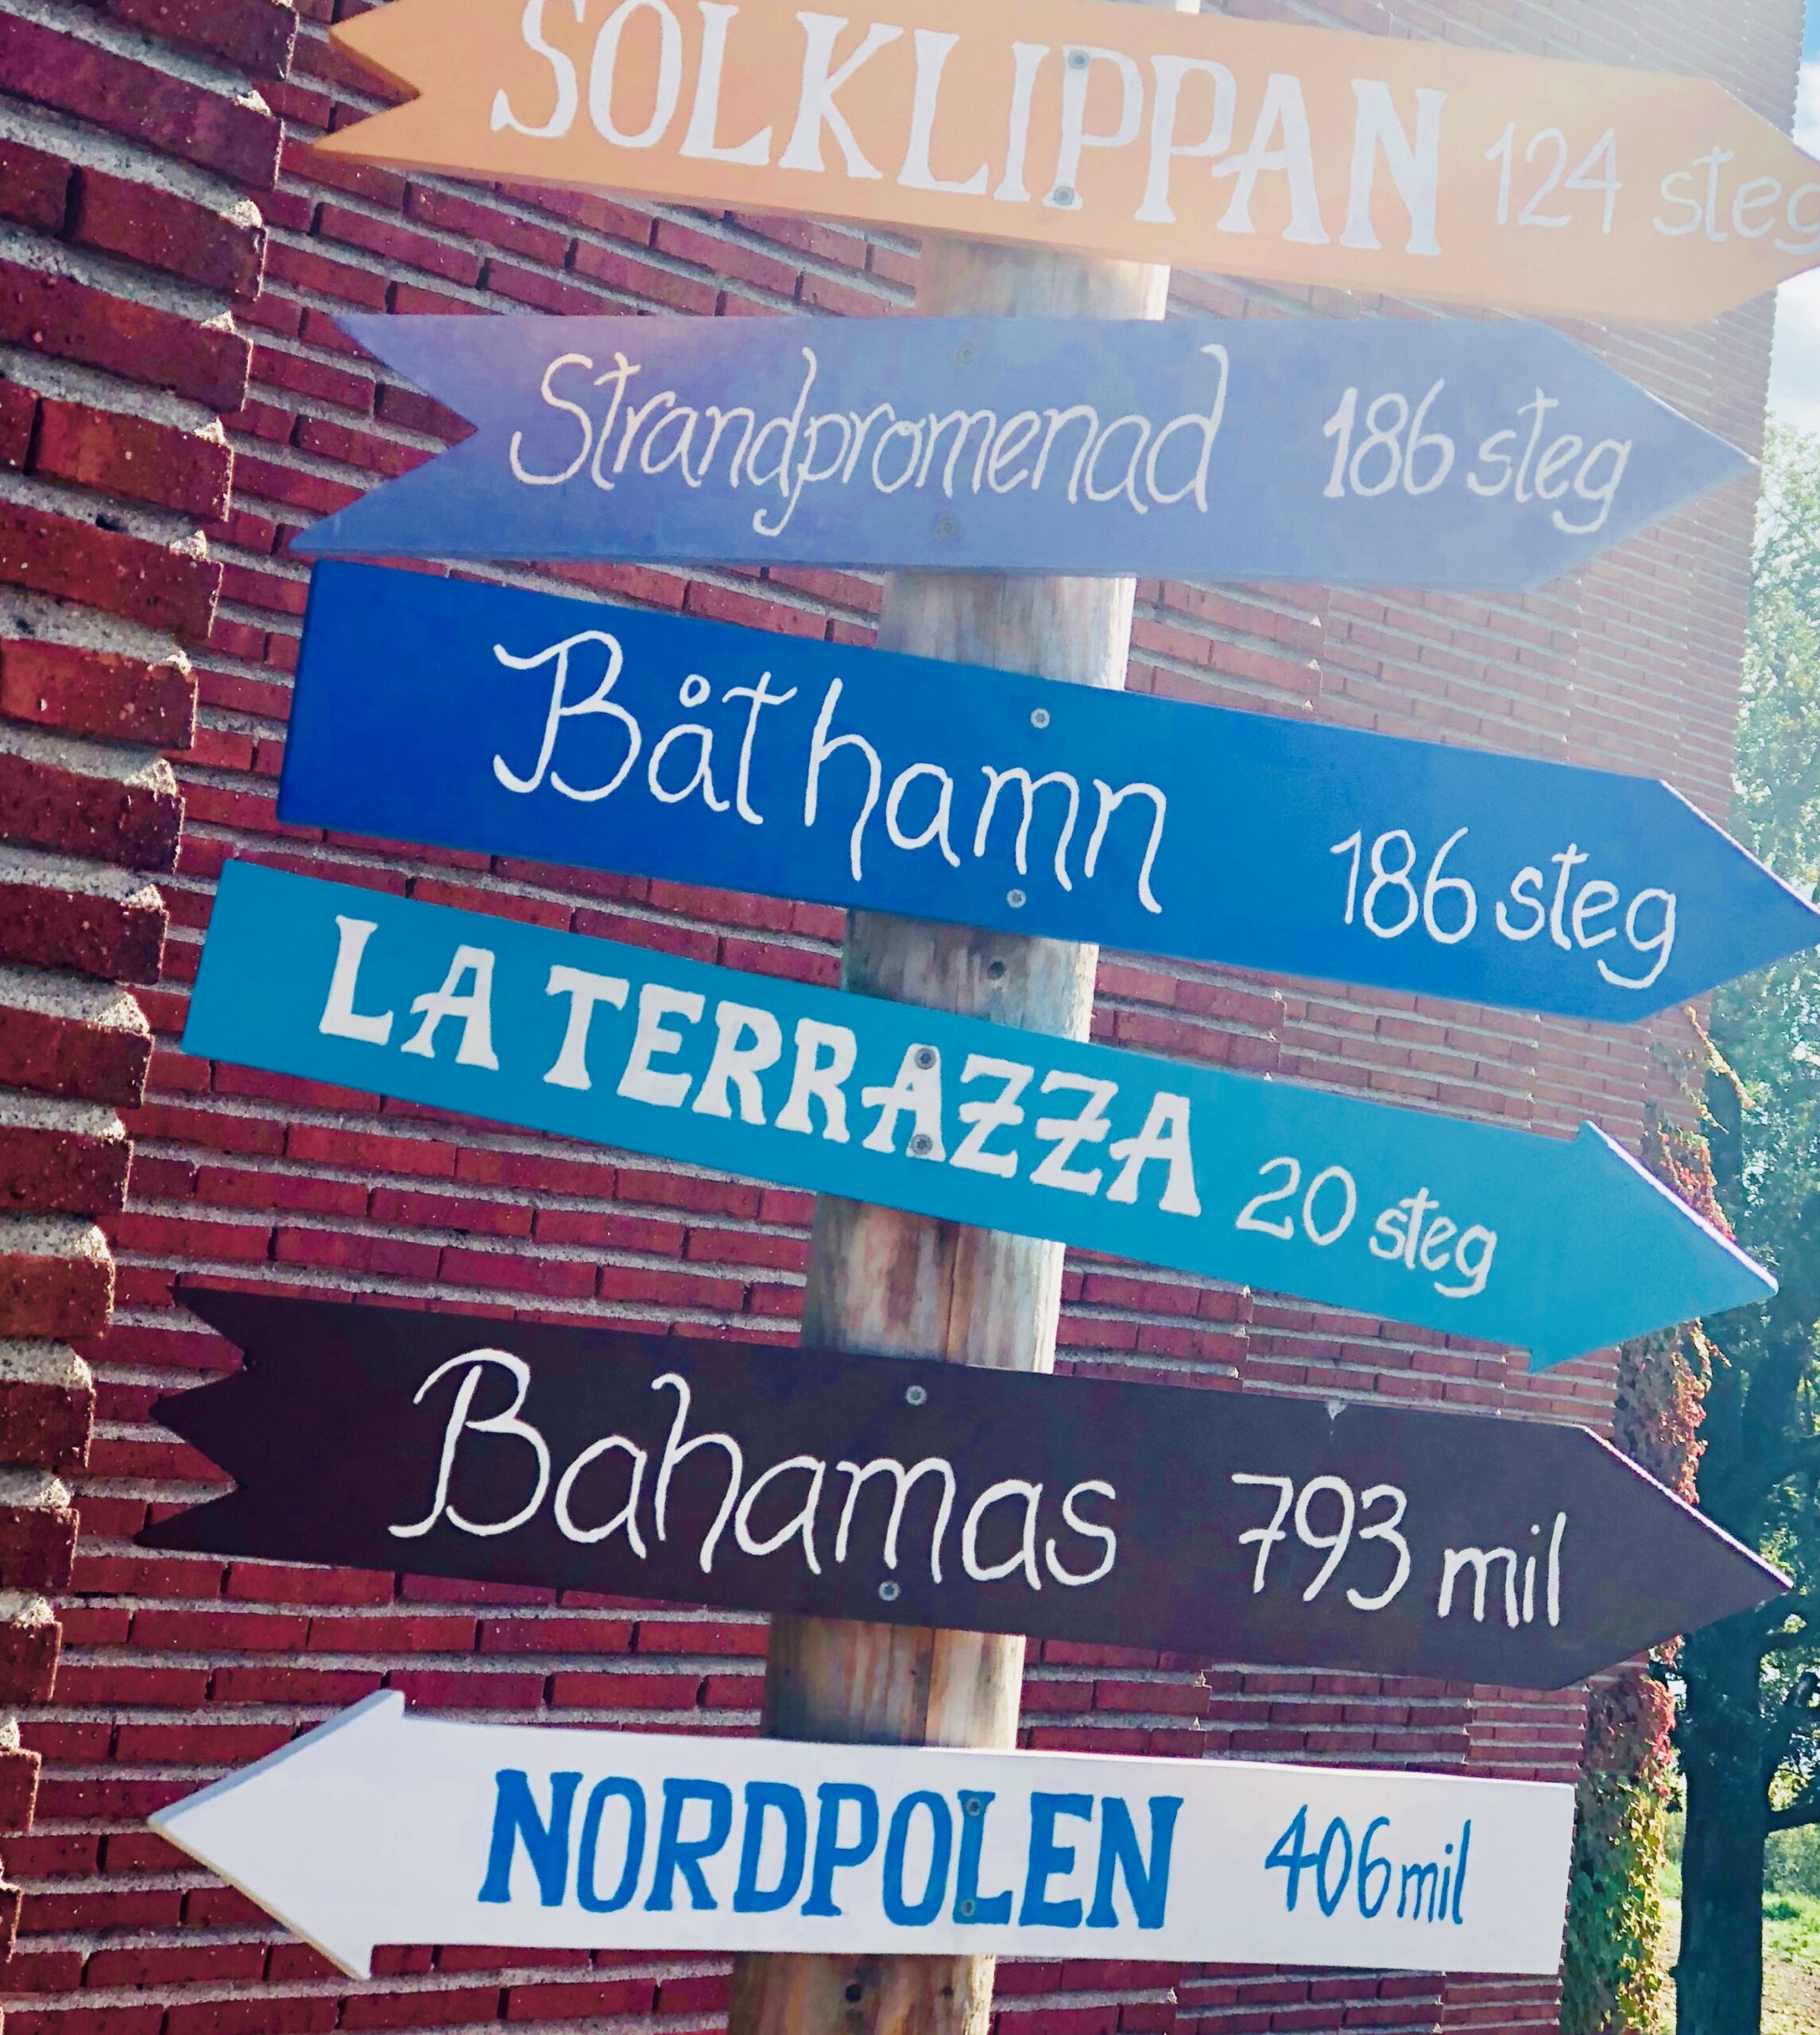 SOLKLIPPAN 124 steg
Strandpromenad 186 steg
Båthamn 186 steg
LA TERRAZZA 20 steg
Bahamas 793 mil
NORDPOLEN 406 mil